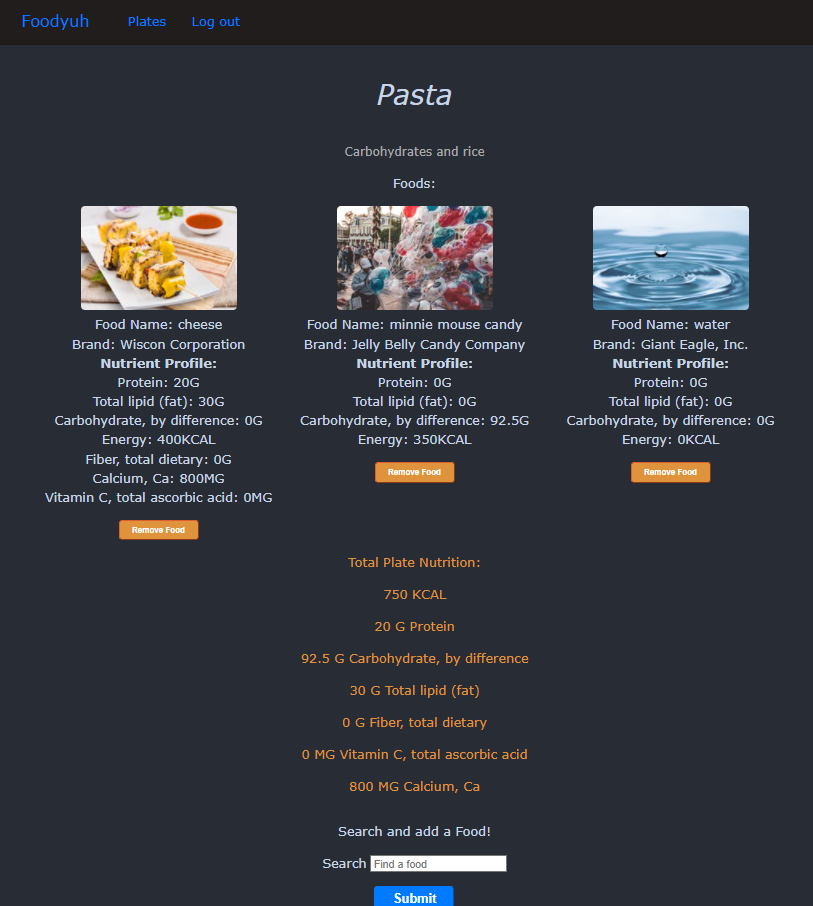 Foodyuh Plates Log out
Pasta
Carbohydrates and rice
Foods:
Food Name: cheese
Brand: Wiscon Corporation
Nutrient Profile:
Protein: 20G
Total lipid (fat): 30G
Carbohydrate, by difference: 0G
Energy: 400KCAL
Fiber, total dietary: 0G
Calcium, Ca: 800MG
Vitamin C, total ascorbic acid: 0MG
Remove Food
Food Name: minnie mouse candy
Brand: Jelly Belly Candy Company
Nutrient Profile:
Protein: 0G
Total lipid (fat): 0G
Carbohydrate, by difference: 92.5G
Energy: 350KCAL
Remove Food
Food Name: water
Brand: Giant Eagle, Inc.
Nutrient Profile:
Protein: 0G
Total lipid (fat): 0G
Carbohydrate, by difference: 0G
Energy: 0KCAL
Remove Food
Total Plate Nutrition:
750 KCAL
20 G Protein
92.5 G Carbohydrate, by difference
30 G Total lipid (fat)
0 G Fiber, total dietary
0 MG Vitamin C, total ascorbic acid
800 MG Calcium, Ca
Search and add a Food!
Search Find a food
Submit